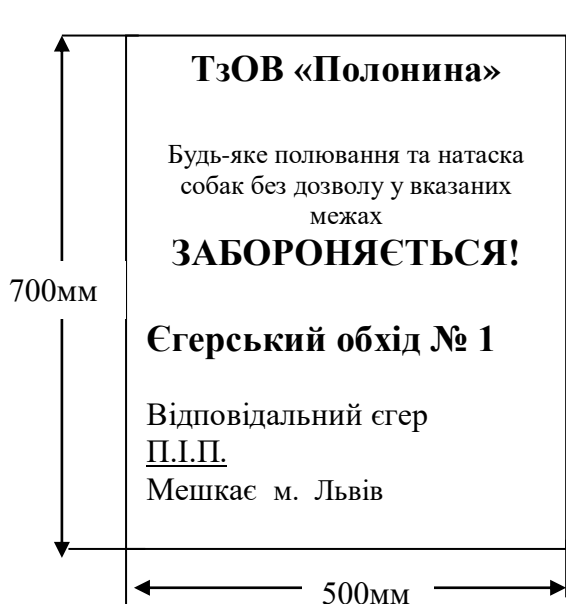 ТзОВ «Полонина»
Будь-яке полювання та натаска
собак без дозволу у вказаних
межах
ЗАБОРОНЯЄТЬСЯ!
700мм
Єгерський обхід № 1
Відповідальний єгер
П.І.П.
Мешкає м. Львів
500мм